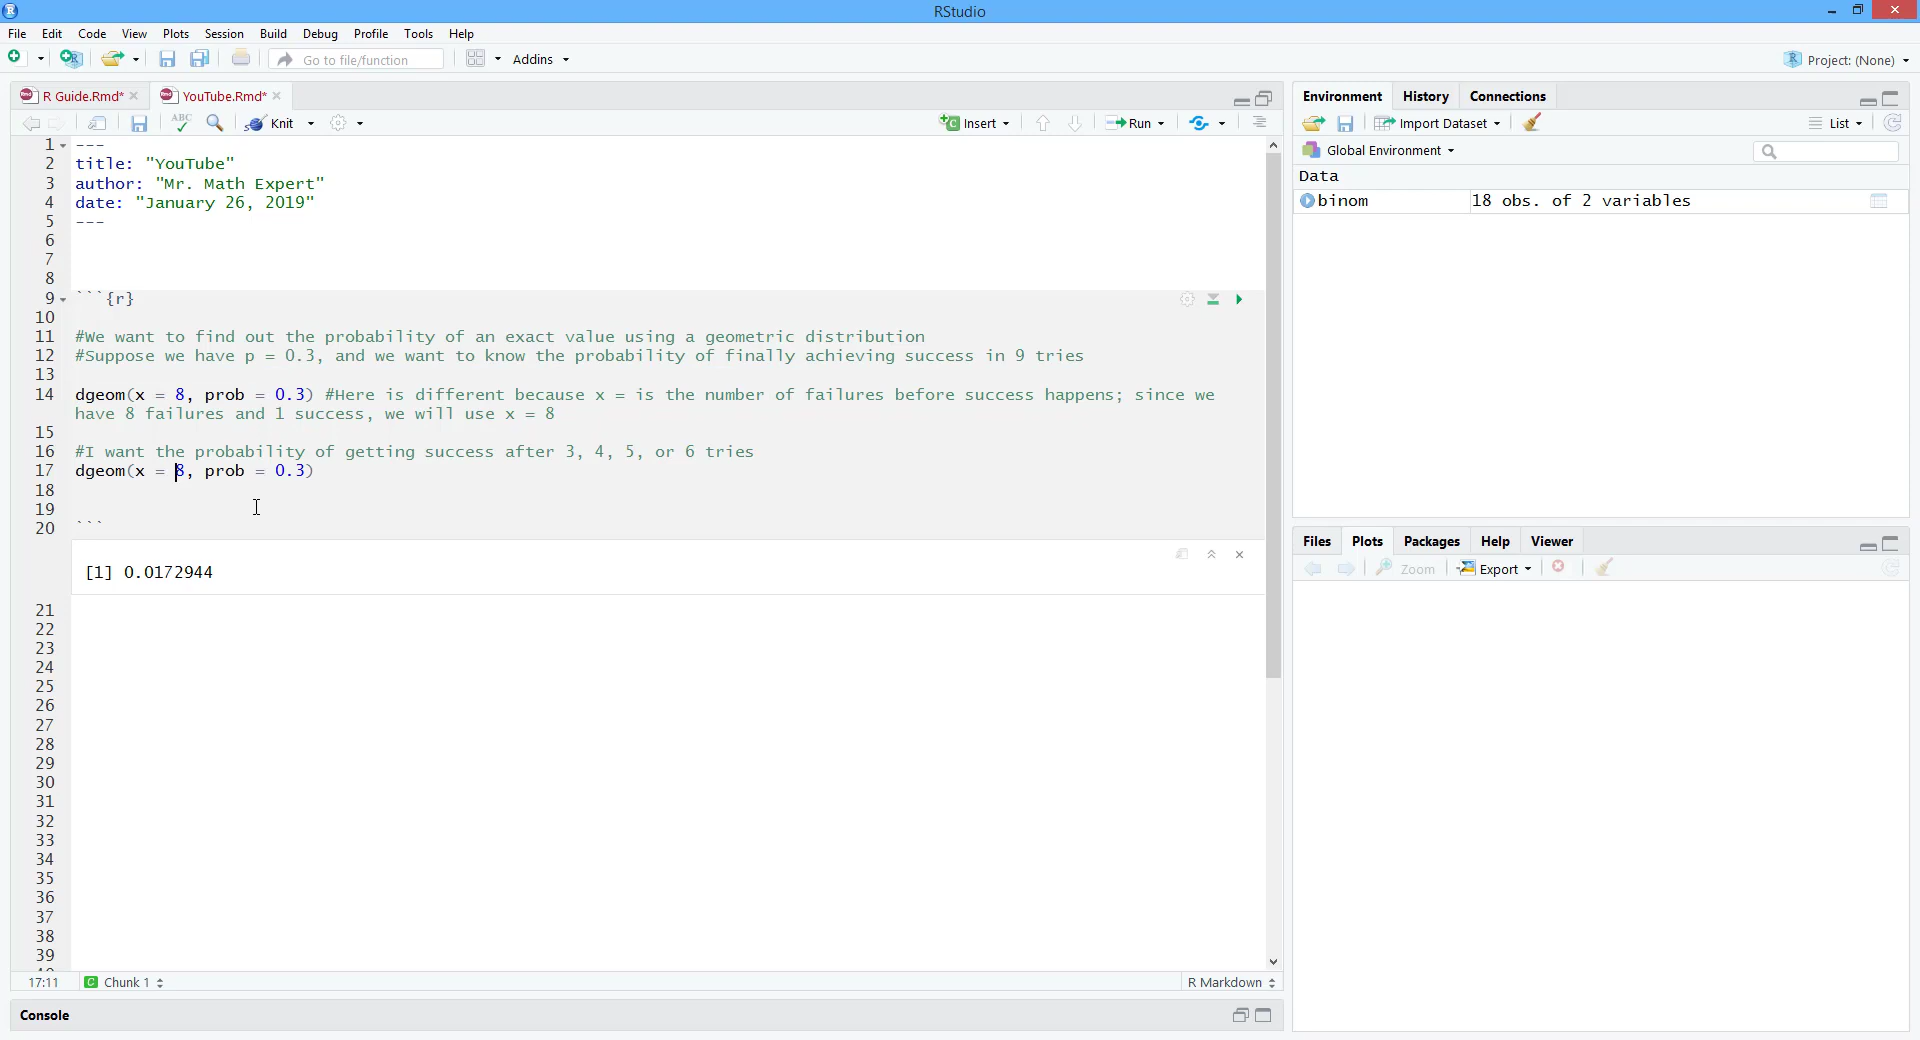 RStudio
File Edit Code View Plots Session Build Debug Profile Tools Help
Go to file/function Addins Project: (None)
R Guide.Rmd* YouTube.Rmd*
ABC Knit Insert Run
1 ---
2 title: "YouTube"
3 author: "Mr. Math Expert"
4 date: "January 26, 2019"
5 ---
6
7
8
9 ```{r}
10
11 #We want to find out the probability of an exact value using a geometric distribution
12 #Suppose we have p = 0.3, and we want to know the probability of finally achieving success in 9 tries
13
14 dgeom(x = 8, prob = 0.3) #Here is different because x = is the number of failures before success happens; since we
have 8 failures and 1 success, we will use x = 8
15
16 #I want the probability of getting success after 3, 4, 5, or 6 tries
17 dgeom(x = 8, prob = 0.3)
18
19
20 ```
[1] 0.0172944
21
22
23
24
25
26
27
28
29
30
31
32
33
34
35
36
37
38
39
17:11 C Chunk 1 R Markdown
Console
Environment History Connections
Import Dataset List
Global Environment
Data
binom 18 obs. of 2 variables
Files Plots Packages Help Viewer
Zoom Export